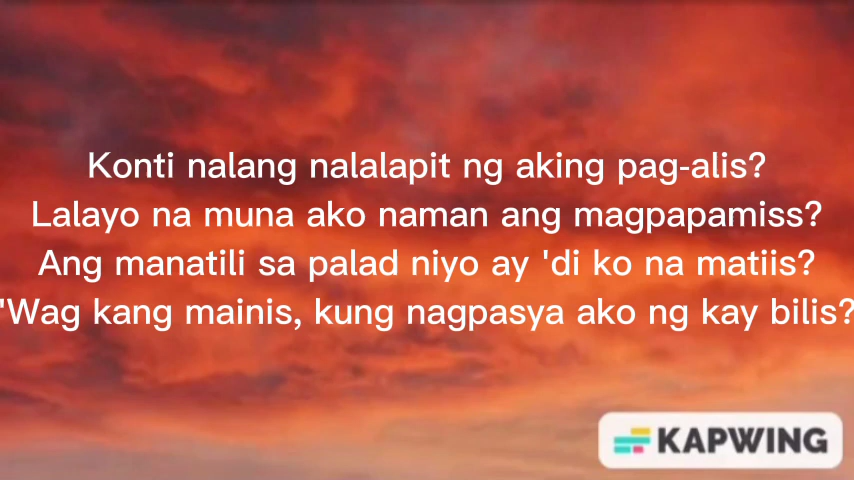 Konti nalang nalalapit ng aking pag-alis?
Lalayo na muna ako naman ang magpapamiss?
Ang manatili sa palad niyo ay 'di ko na matiis?
'Wag kang mainis, kung nagpasya ako ng kay bilis?
KAPWING